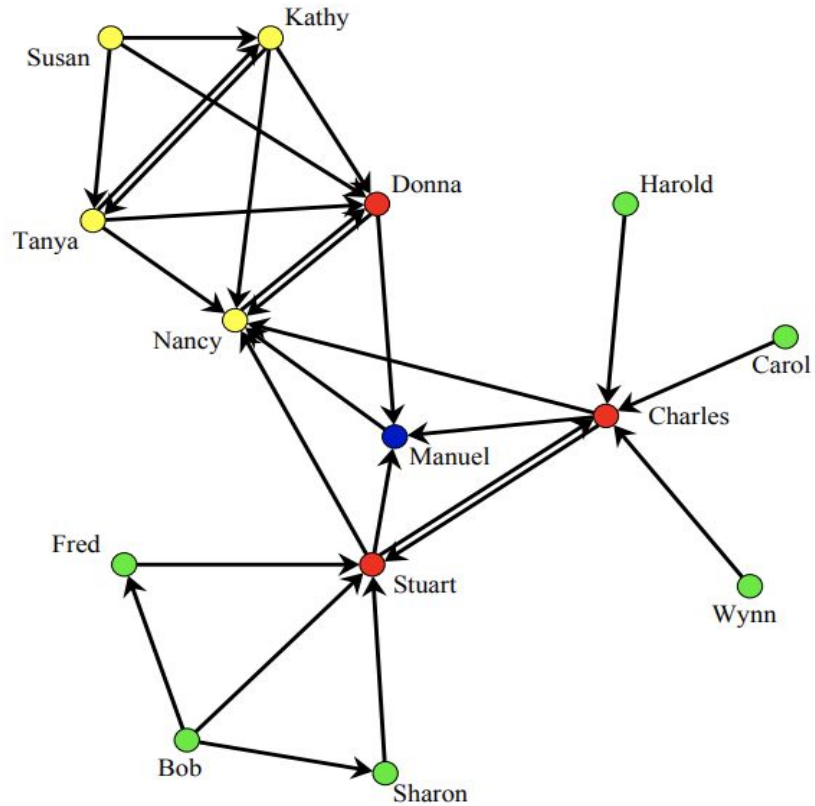 Kathy
Susan
Donna
Harold
Tanya
Nancy
Carol
Charles
Manuel
Fred
Stuart
Wynn
Bob
Sharon